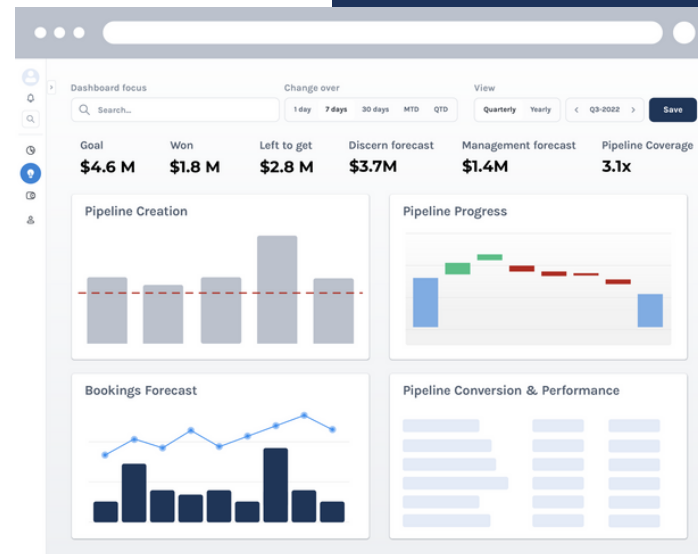 Dashboard focus
Change over
View
Search...
1 day 7 days 30 days MTD QTD
Quarterly Yearly
< Q3-2022 >
Save
Goal
$4.6 M
Won
$1.8 M
Left to get
$2.8 M
Discern forecast
$3.7M
Management forecast
$1.4M
Pipeline Coverage
3.1x
Pipeline Creation
Pipeline Progress
Bookings Forecast
Pipeline Conversion & Performance